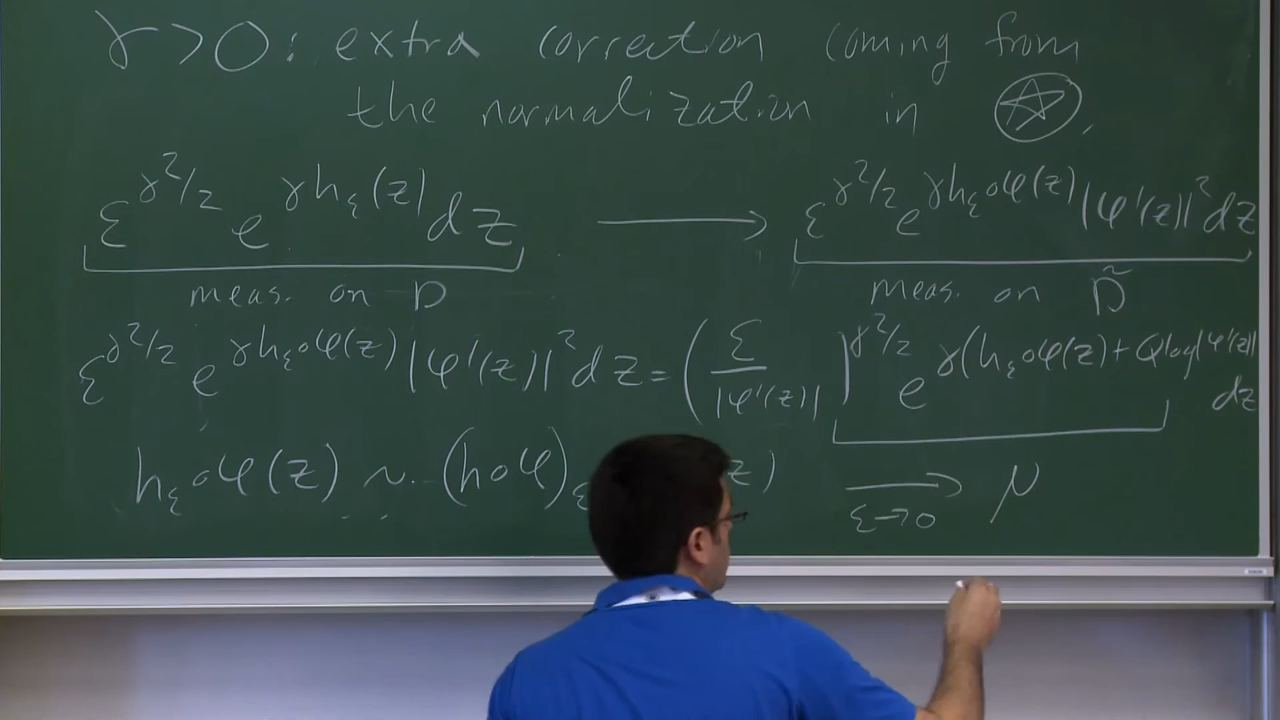 γ>0: extra correction coming from
the normalization in ☆.
ε^{γ²/2} e^{γh_ε(z)} dz ⟶ ε^{γ²/2} e^{γh_ε∘φ(z)} |φ'(z)|² dz
meas. on D meas. on D̃
ε^{γ²/2} e^{γh_ε∘φ(z)} |φ'(z)|² dz = (ε/|φ'(z)|)^{γ²/2} e^{γ(h_ε∘φ(z)+Qlog|φ'(z)|} dz
h_ε∘φ(z) ~ (h∘φ)_ε z) ⟶_{ε→0} μ